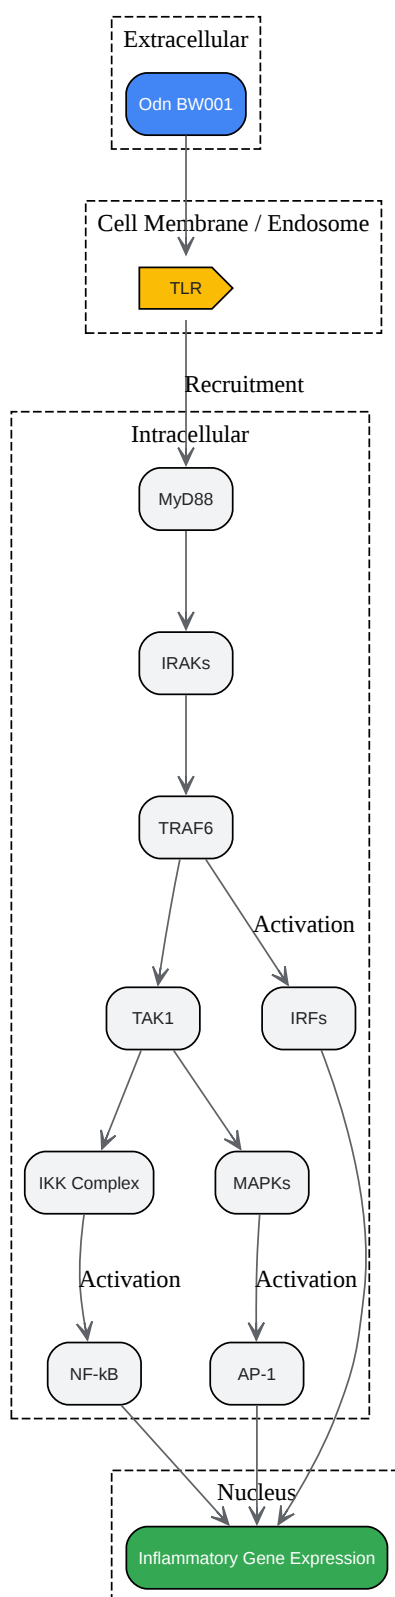 Extracellular
Odn BW001
Cell Membrane / Endosome
TLR
Recruitment
Intracellular
MyD88
IRAKs
TRAF6
Activation
TAK1
IRFs
IKK Complex
MAPKs
Activation
Activation
NF-kB
AP-1
Nucleus
Inflammatory Gene Expression